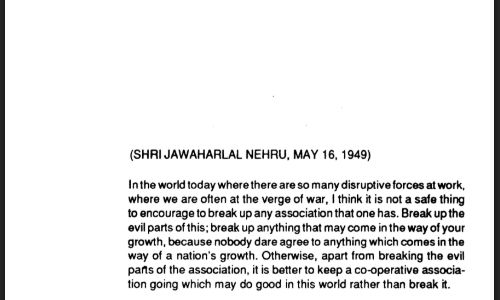 (SHRI JAWAHARLAL NEHRU, MAY 16, 1949)
In the world today where there are so many disruptive forces at work,
where we are often at the verge of war, I think it is not a safe thing
to encourage to break up any association that one has. Break up the
evil parts of this; break up anything that may come in the way of your
growth, because nobody dare agree to anything which comes in the
way of a nation's growth. Otherwise, apart from breaking the evil
parts of the association, it is better to keep a co-operative associa-
tion going which may do good in this world rather than break it.